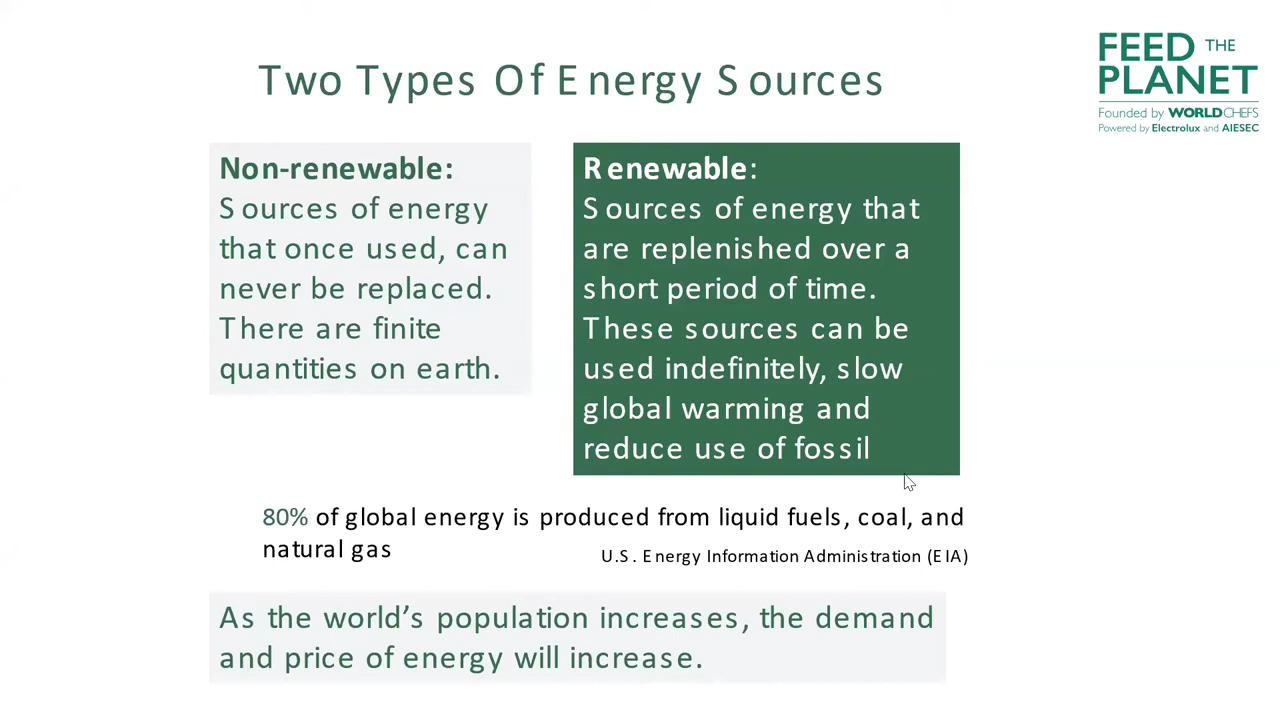 Two Types Of Energy Sources
FEED THE
PLANET
Founded by WORLDCHEFS
Powered by Electrolux and AIESEC
Non-renewable:
Sources of energy
that once used, can
never be replaced.
There are finite
quantities on earth.
Renewable:
Sources of energy that
are replenished over a
short period of time.
These sources can be
used indefinitely, slow
global warming and
reduce use of fossil
80% of global energy is produced from liquid fuels, coal, and
natural gas
U.S. Energy Information Administration (EIA)
As the world's population increases, the demand
and price of energy will increase.